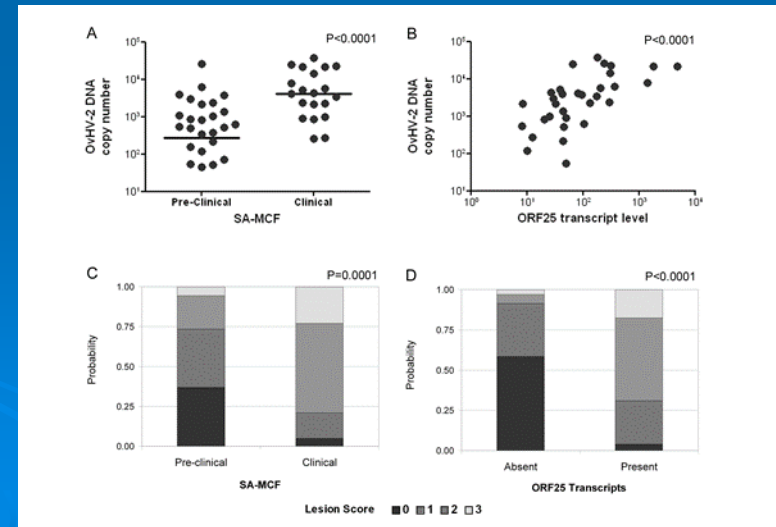 A
P<0.0001
OvHV-2 DNA
copy number
10⁵
10⁴
10³
10²
10¹
Pre-Clinical
Clinical
SA-MCF
B
P<0.0001
OvHV-2 DNA
copy number
10⁵
10⁴
10³
10²
10¹
10⁰
10¹
10²
10³
10⁴
ORF25 transcript level
C
P=0.0001
Probability
1.00
0.75
0.50
0.25
0.00
Pre-clinical
Clinical
SA-MCF
D
P<0.0001
Probability
1.00
0.75
0.50
0.25
0.00
Absent
Present
ORF25 Transcripts
Lesion Score 0 1 2 3